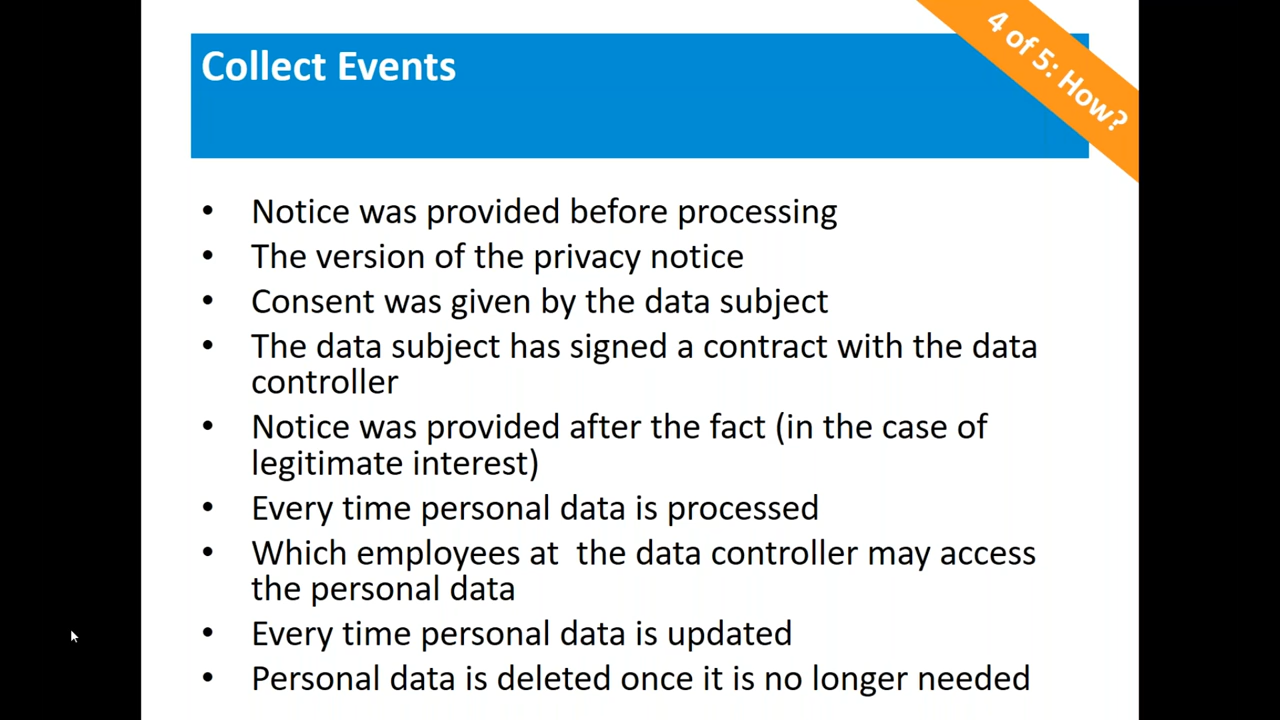 Collect Events
4 of 5: How?
• Notice was provided before processing
• The version of the privacy notice
• Consent was given by the data subject
• The data subject has signed a contract with the data
controller
• Notice was provided after the fact (in the case of
legitimate interest)
• Every time personal data is processed
• Which employees at  the data controller may access
the personal data
• Every time personal data is updated
• Personal data is deleted once it is no longer needed